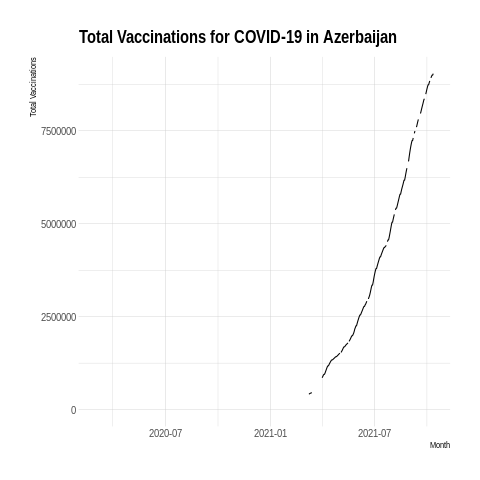 Total Vaccinations for COVID-19 in Azerbaijan
Total Vaccinations
7500000
5000000
2500000
0
2020-07 2021-01 2021-07
Month